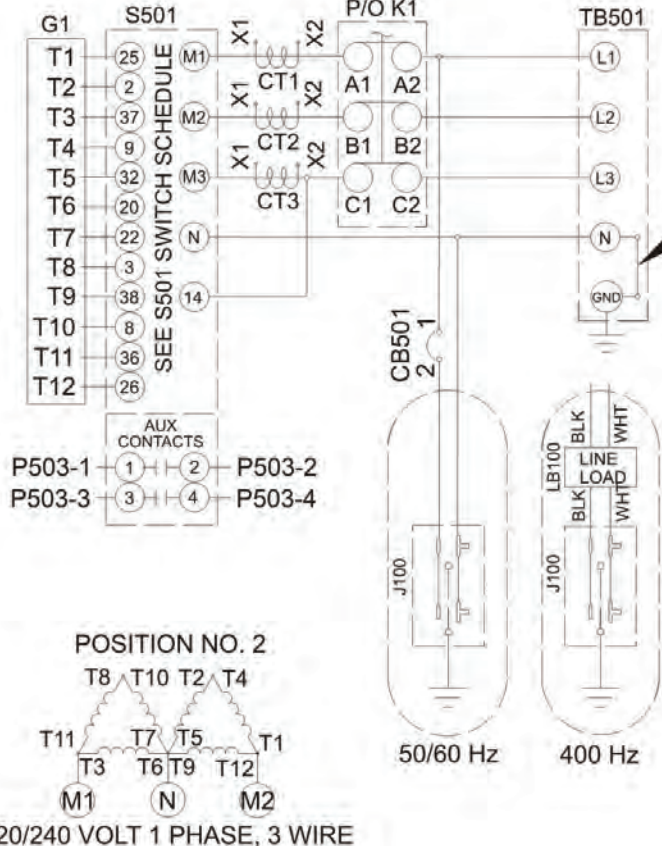 G1 S501 P/O K1 TB501
T1 25 M1 X1 X2 CT1 A1 A2 L1
T2 2
T3 37 M2 X1 X2 CT2 B1 B2 L2
T4 9
T5 32 M3 X1 X2 CT3 C1 C2 L3
T6 20
T7 22 N N
T8 3
T9 38 14 GND
T10 8
T11 36
T12 26
SEE S501 SWITCH SCHEDULE
CB501 1 2
AUX
CONTACTS
P503-1 1 2 P503-2
P503-3 3 4 P503-4
J100
50/60 Hz
BLK WHT
LB100
LINE
LOAD
BLK WHT
J100
400 Hz
POSITION NO. 2
T8 T10 T2 T4
T11 T7 T5 T1
T3 T6 T9 T12
M1 N M2
20/240 VOLT 1 PHASE, 3 WIRE